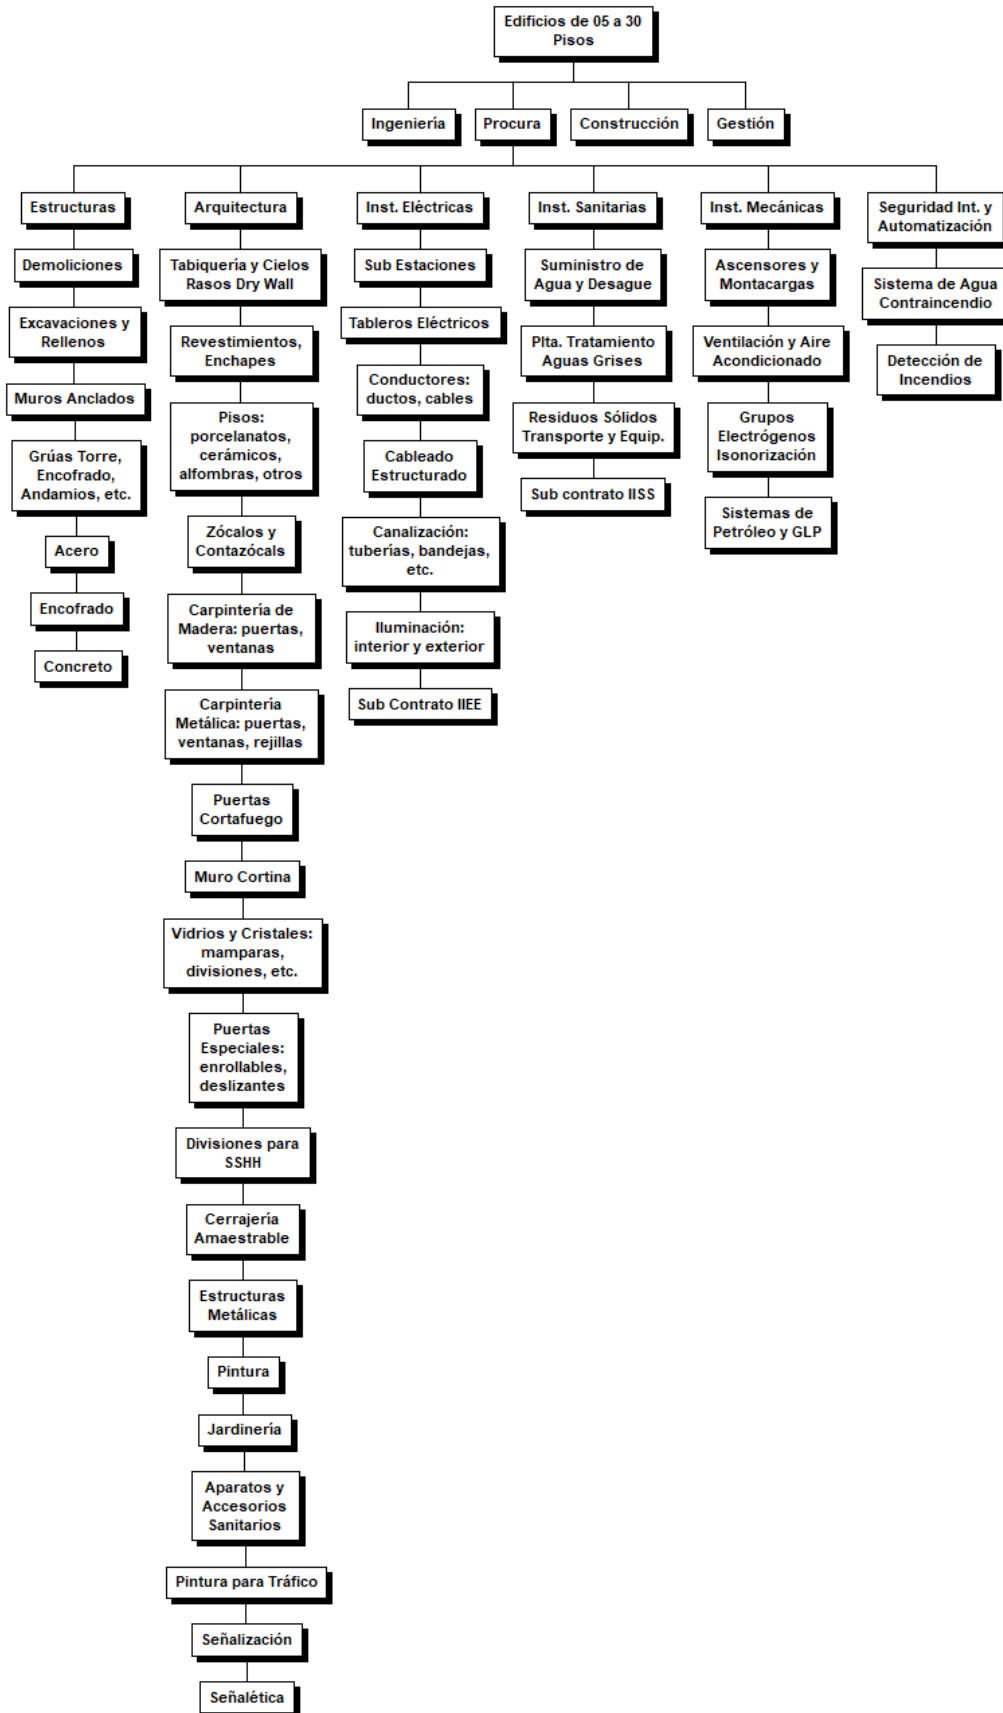 Edificios de 05 a 30
Pisos
Ingeniería
Procura
Construcción
Gestión
Estructuras
Demoliciones
Excavaciones y
Rellenos
Muros Anclados
Grúas Torre,
Encofrado,
Andamios, etc.
Acero
Encofrado
Concreto
Arquitectura
Tabiquería y Cielos
Rasos Dry Wall
Revestimientos,
Enchapes
Pisos:
porcelanatos,
cerámicos,
alfombras, otros
Zócalos y
Contazócals
Carpintería de
Madera: puertas,
ventanas
Carpintería
Metálica: puertas,
ventanas, rejillas
Puertas
Cortafuego
Muro Cortina
Vidrios y Cristales:
mamparas,
divisiones, etc.
Puertas
Especiales:
enrollables,
deslizantes
Divisiones para
SSHH
Cerrajería
Amaestrable
Estructuras
Metálicas
Pintura
Jardinería
Aparatos y
Accesorios
Sanitarios
Pintura para Tráfico
Señalización
Señalética
Inst. Eléctricas
Sub Estaciones
Tableros Eléctricos
Conductores:
ductos, cables
Cableado
Estructurado
Canalización:
tuberías, bandejas,
etc.
Iluminación:
interior y exterior
Sub Contrato IIEE
Inst. Sanitarias
Suministro de
Agua y Desague
Plta. Tratamiento
Aguas Grises
Residuos Sólidos
Transporte y Equip.
Sub contrato IISS
Inst. Mecánicas
Ascensores y
Montacargas
Ventilación y Aire
Acondicionado
Grupos
Electrógenos
Isonorización
Sistemas de
Petróleo y GLP
Seguridad Int. y
Automatización
Sistema de Agua
Contraincendio
Detección de
Incendios